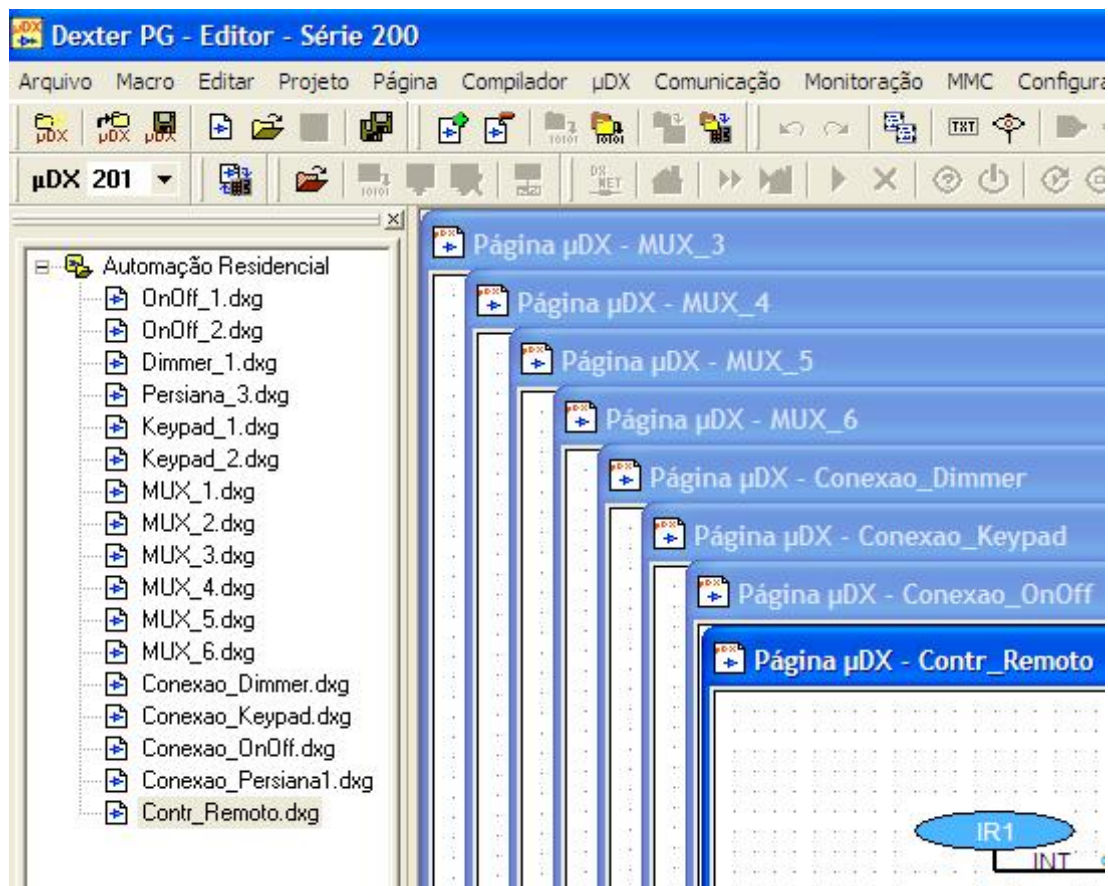 Dexter PG - Editor - Série 200
Arquivo Macro Editar Projeto Página Compilador µDX Comunicação Monitoração MMC Configura
µDX µDX µDX TXT
µDX 201
Automação Residencial
OnOff_1.dxg
OnOff_2.dxg
Dimmer_1.dxg
Persiana_3.dxg
Keypad_1.dxg
Keypad_2.dxg
MUX_1.dxg
MUX_2.dxg
MUX_3.dxg
MUX_4.dxg
MUX_5.dxg
MUX_6.dxg
Conexao_Dimmer.dxg
Conexao_Keypad.dxg
Conexao_OnOff.dxg
Conexao_Persiana1.dxg
Contr_Remoto.dxg
Página µDX - MUX_3
Página µDX - MUX_4
Página µDX - MUX_5
Página µDX - MUX_6
Página µDX - Conexao_Dimmer
Página µDX - Conexao_Keypad
Página µDX - Conexao_OnOff
Página µDX - Contr_Remoto
IR1
INT